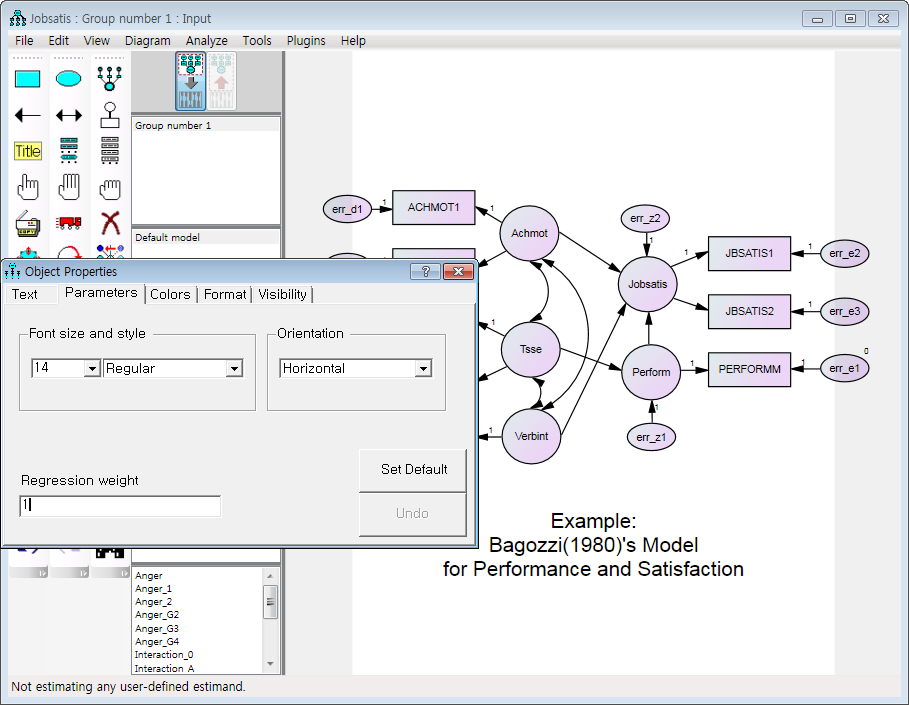 Jobsatis : Group number 1 : Input
File Edit View Diagram Analyze Tools Plugins Help
Title
Group number 1
Default model
Object Properties
Text Parameters Colors Format Visibility
Font size and style
14 Regular
Orientation
Horizontal
Regression weight
1
Set Default
Undo
err_d1
1
ACHMOT1
1
Achmot
err_z2
1
Jobsatis
1
JBSATIS1
1
err_e2
JBSATIS2
1
err_e3
1
Tsse
Perform
1
PERFORMM
1
0
err_e1
1
Verbint
1
err_z1
Example:
Bagozzi(1980)'s Model
for Performance and Satisfaction
Anger
Anger_1
Anger_2
Anger_G2
Anger_G3
Anger_G4
Interaction_0
Interaction A
Not estimating any user-defined estimand.